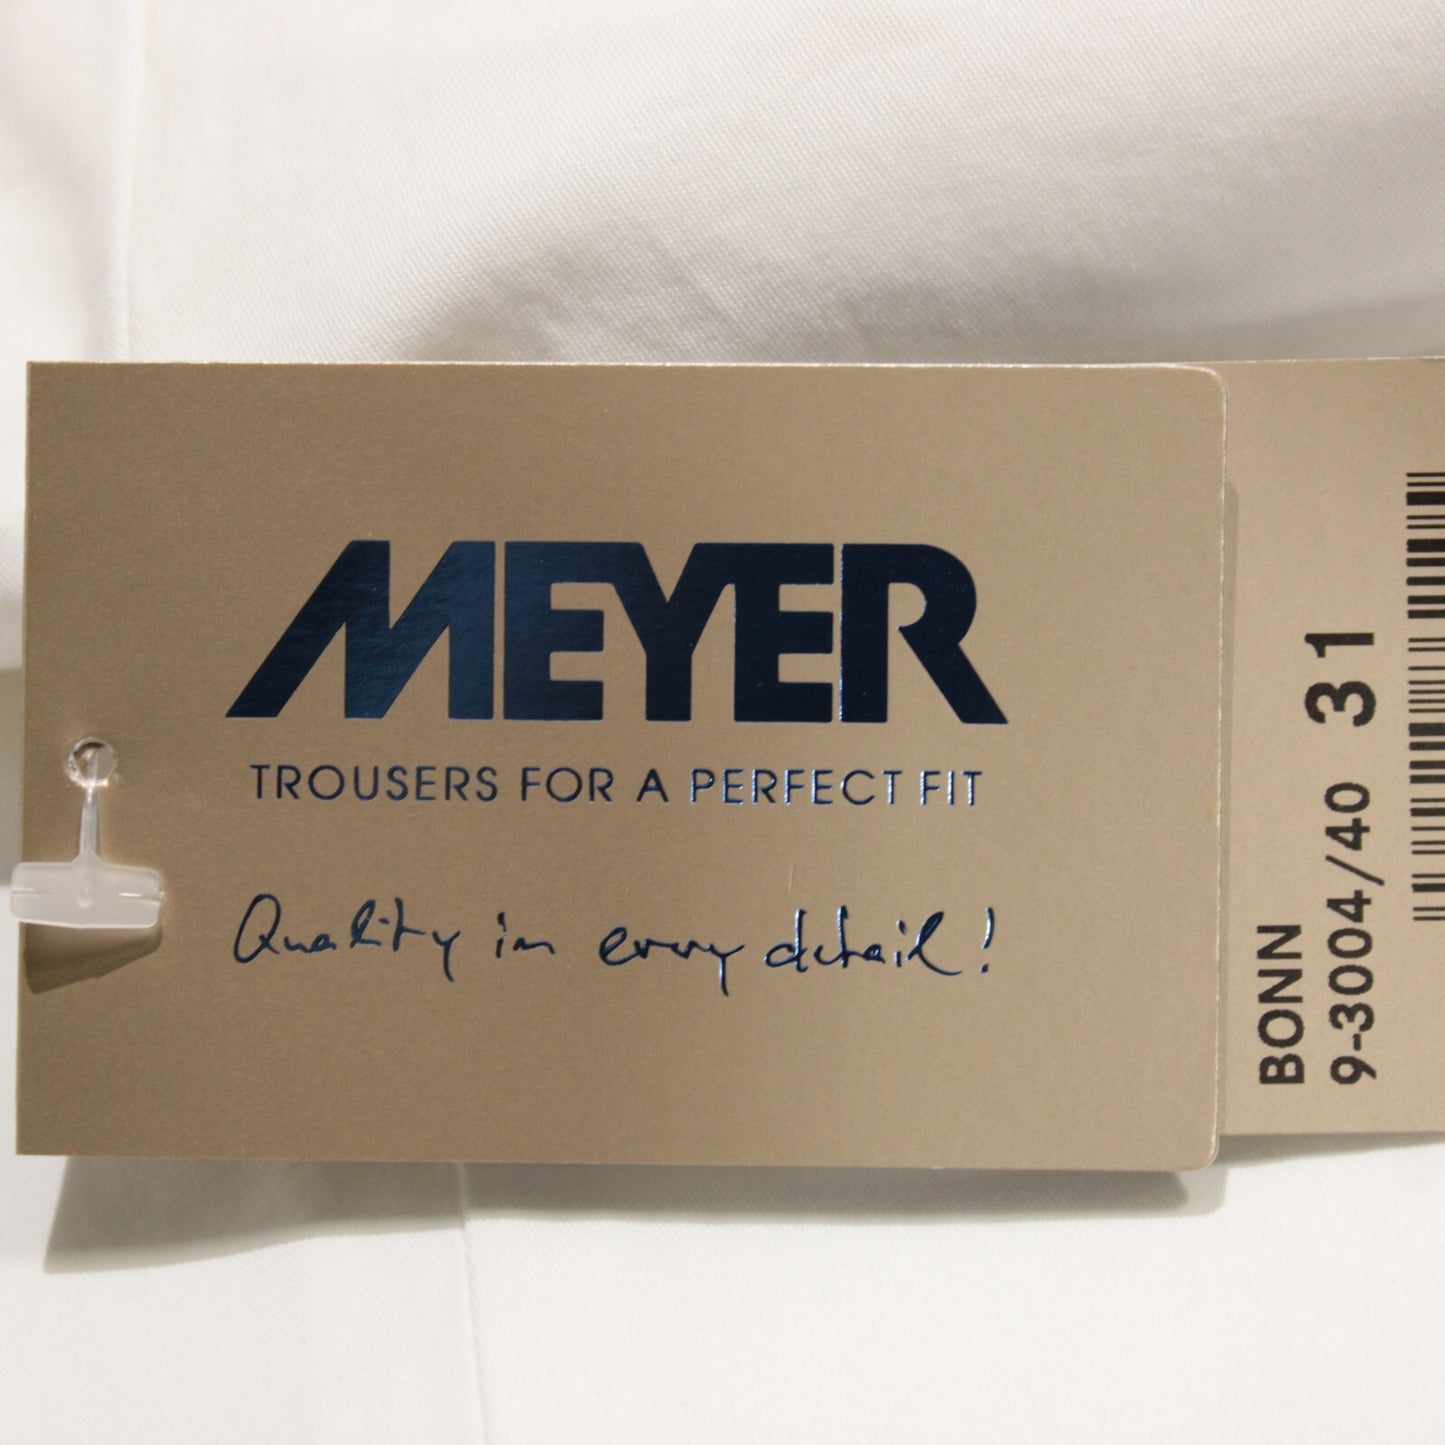 MEYER
TROUSERS FOR A PERFECT FIT
Quality in every detail!
BONN
9-3004/40 31